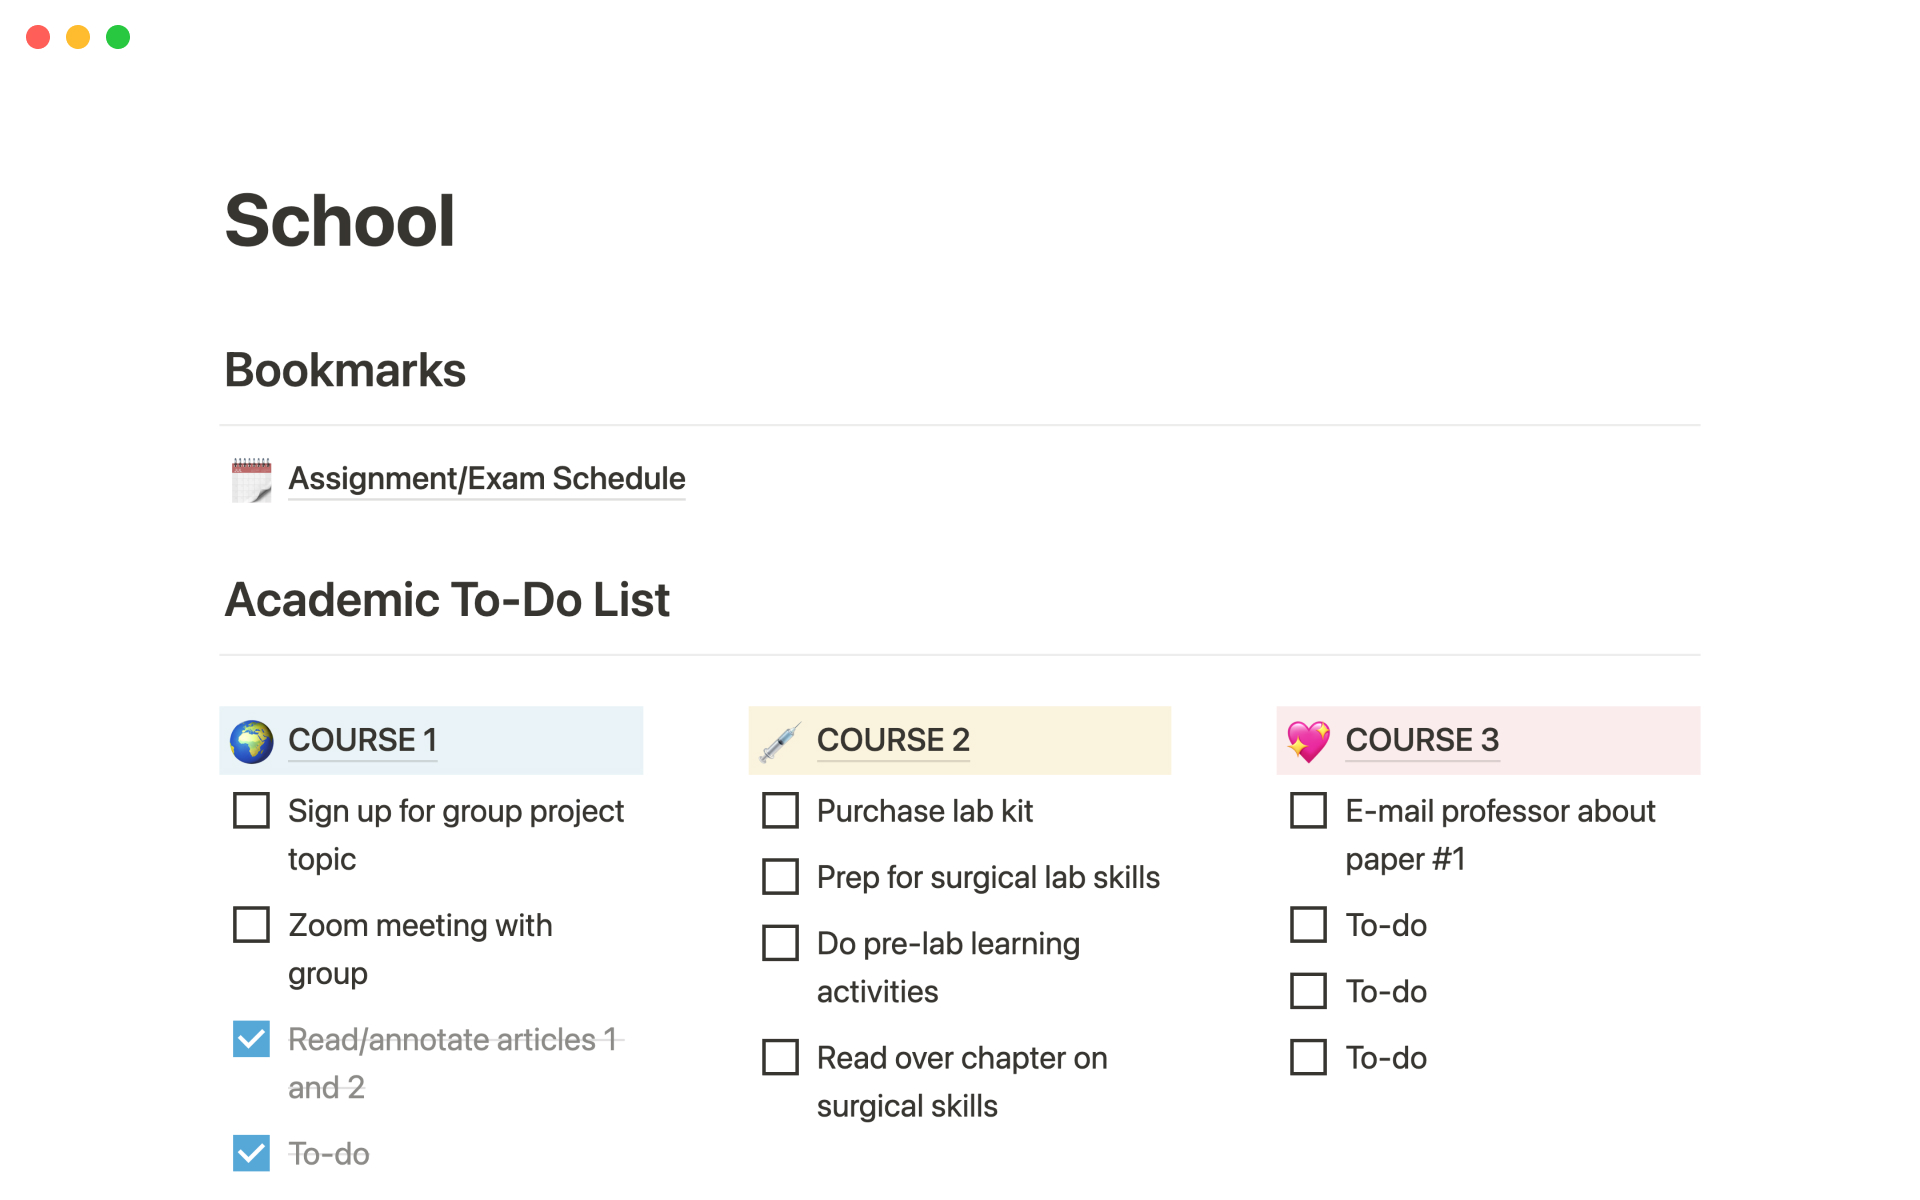 School
Bookmarks
Assignment/Exam Schedule
Academic To-Do List
COURSE 1
Sign up for group project
topic
Zoom meeting with
group
Read/annotate articles 1
and 2
To-do
COURSE 2
Purchase lab kit
Prep for surgical lab skills
Do pre-lab learning
activities
Read over chapter on
surgical skills
COURSE 3
E-mail professor about
paper #1
To-do
To-do
To-do